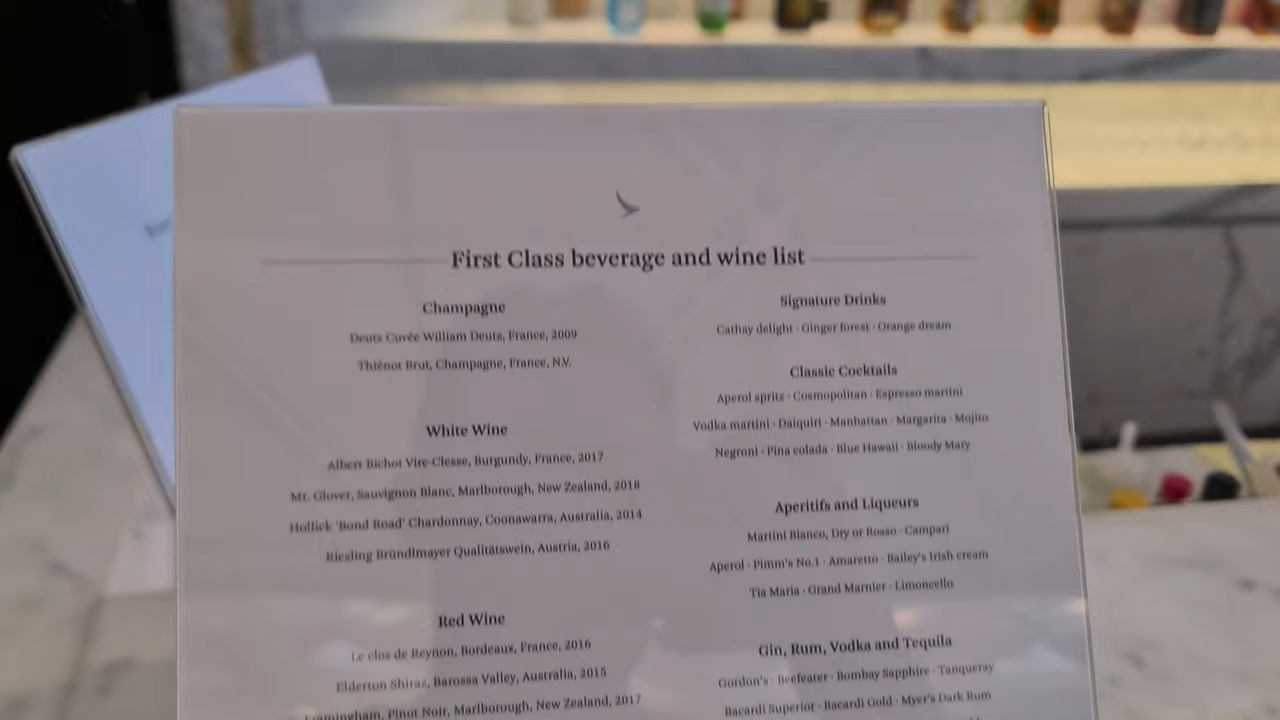 First Class beverage and wine list
Champagne
Deutz Cuvée William Deutz, France, 2009
Thiénot Brut, Champagne, France, N.V.
White Wine
Albert Bichot Vire-Clesse, Burgundy, France, 2017
Mr. Glover, Sauvignon Blanc, Marlborough, New Zealand, 2018
Hollick 'Bond Road' Chardonnay, Coonawarra, Australia, 2014
Riesling Bründlmayer Qualitätswein, Austria, 2016
Red Wine
Le clos de Reynon, Bordeaux, France, 2016
Elderton Shiraz, Barossa Valley, Australia, 2015
Framingham, Pinot Noir, Marlborough, New Zealand, 2017
Signature Drinks
Cathay delight · Ginger forest · Orange dream
Classic Cocktails
Aperol spritz · Cosmopolitan · Espresso martini
Vodka martini · Daiquiri · Manhattan · Margarita · Mojito
Negroni · Pina colada · Blue Hawaii · Bloody Mary
Aperitifs and Liqueurs
Martini Bianco, Dry or Rosso · Campari
Aperol · Pimm's No.1 · Amaretto · Bailey's Irish cream
Tia Maria · Grand Marnier · Limoncello
Gin, Rum, Vodka and Tequila
Gordon's · Beefeater · Bombay Sapphire · Tanqueray
Bacardi Superior · Bacardi Gold · Myer's Dark Rum